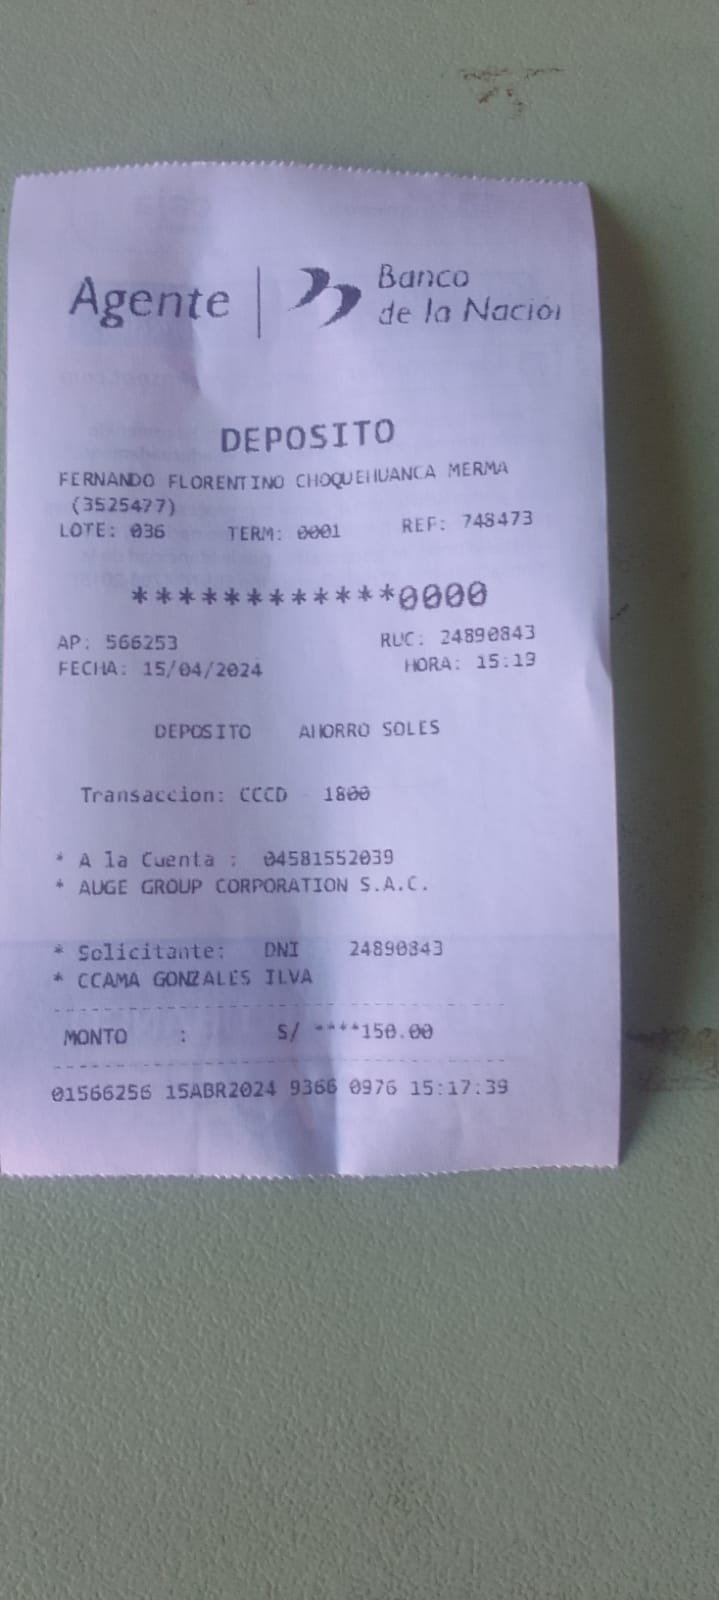 Agente | Banco
de la Nación
DEPOSITO
FERNANDO FLORENTINO CHOQUEHUANCA MERMA
(3525477)
LOTE: 036 TERM: 0001 REF: 748473
************0000
AP: 566253 RUC: 24890843
FECHA: 15/04/2024 HORA: 15:19
DEPOSITO AHORRO SOLES
Transaccion: CCCD - 1800
* A la Cuenta : 04581552039
* AUGE GROUP CORPORATION S.A.C.
* Solicitante: DNI 24890843
* CCAMA GONZALES ILVA
MONTO : S/ ****150.00
01566256 15ABR2024 9366 0976 15:17:39